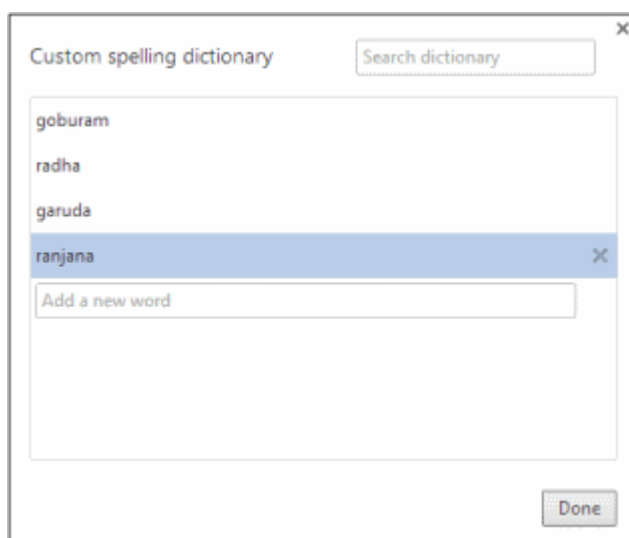 Custom spelling dictionary
Search dictionary
goburam
radha
garuda
ranjana
Add a new word
Done